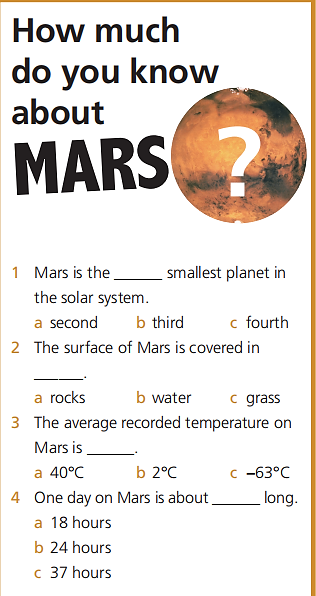 How much
do you know
about
MARS ?
1 Mars is the ______ smallest planet in
the solar system.
a second b third c fourth
2 The surface of Mars is covered in
______.
a rocks b water c grass
3 The average recorded temperature on
Mars is ______.
a 40°C b 2°C c –63°C
4 One day on Mars is about ______ long.
a 18 hours
b 24 hours
c 37 hours